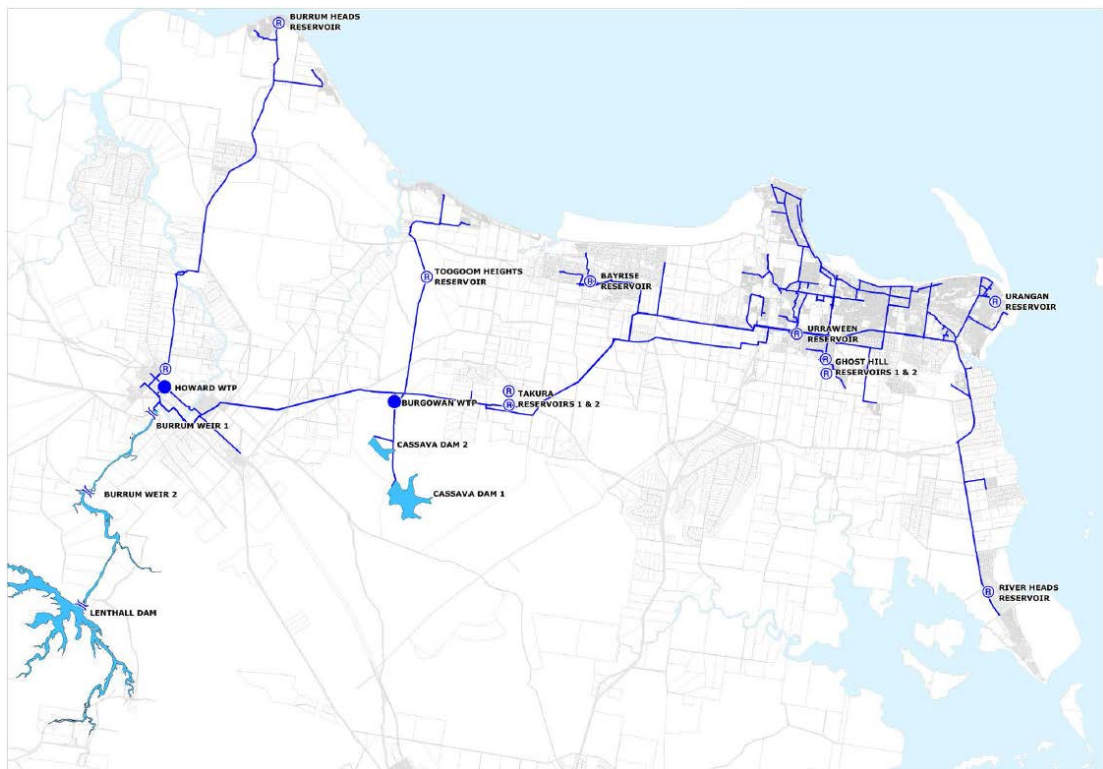 BURRUM HEADS
RESERVOIR
R
TOOGOOM HEIGHTS
RESERVOIR
R
BAYRISE
RESERVOIR
R
URANGAN
RESERVOIR
R
URRAWEEN
RESERVOIR
R
GHOST HILL
RESERVOIRS 1 & 2
R
R
R
HOWARD WTP
TAKURA
RESERVOIRS 1 & 2
R
R
BURGOWAN WTP
BURRUM WEIR 1
CASSAVA DAM 2
BURRUM WEIR 2
CASSAVA DAM 1
RIVER HEADS
RESERVOIR
R
LENTHALL DAM